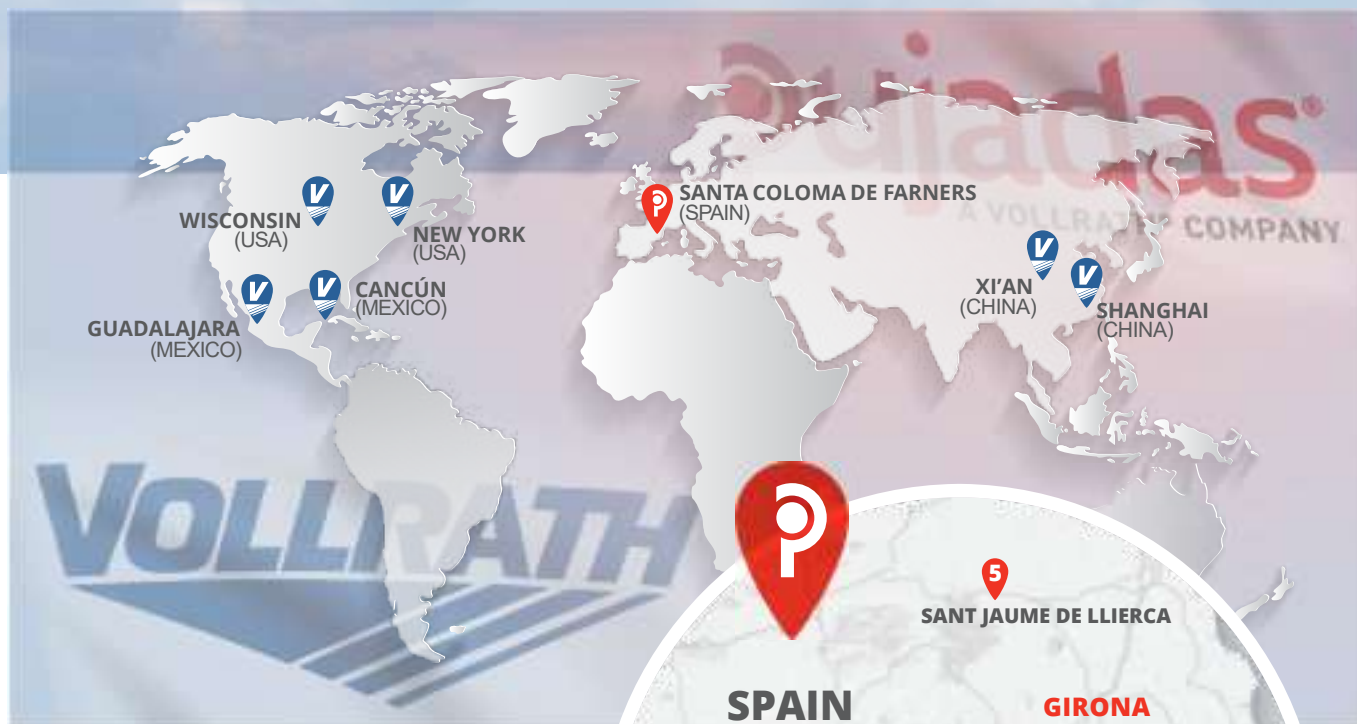 Pujadas®
A VOLLRATH® COMPANY
SANTA COLOMA DE FARNERS
(SPAIN)
WISCONSIN
(USA)
NEW YORK
(USA)
CANCÚN
(MEXICO)
GUADALAJARA
(MEXICO)
XI’AN
(CHINA)
SHANGHAI
(CHINA)
VOLLRATH
5
SANT JAUME DE LLIERCA
SPAIN
GIRONA